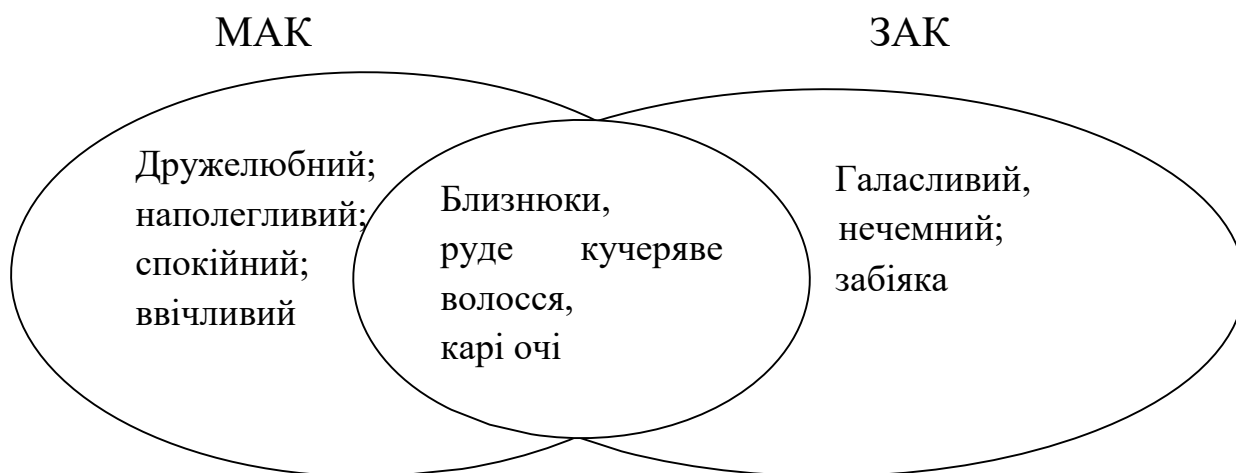 МАК
ЗАК
Дружелюбний;
наполегливий;
спокійний;
ввічливий
Близнюки,
руде кучеряве
волосся,
карі очі
Галасливий,
нечемний;
забіяка